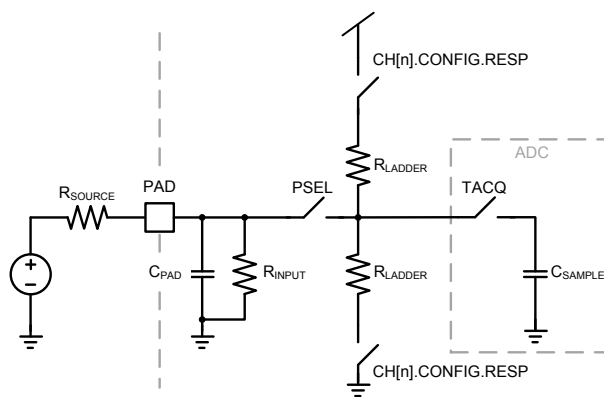 CH[n].CONFIG.RESP
ADC
RLADDER
RSOURCE
PAD
PSEL
TACQ
+
−
CPAD
RINPUT
RLADDER
CSAMPLE
CH[n].CONFIG.RESP